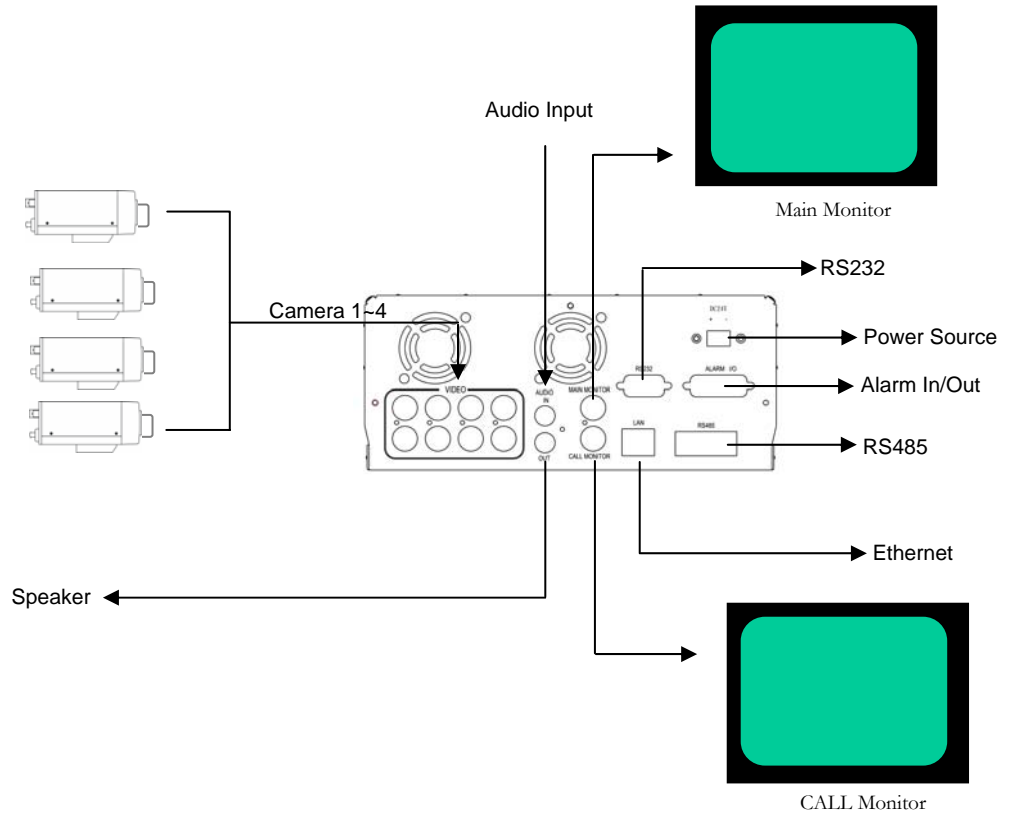 Audio Input
Main Monitor
RS232
Camera 1~4
DC24V
+ -
Power Source
RS232
ALARM I/O
Alarm In/Out
VIDEO
AUDIO
IN
MAIN MONITOR
LAN
RS485
RS485
OUT
CALL MONITOR
Ethernet
Speaker
CALL Monitor